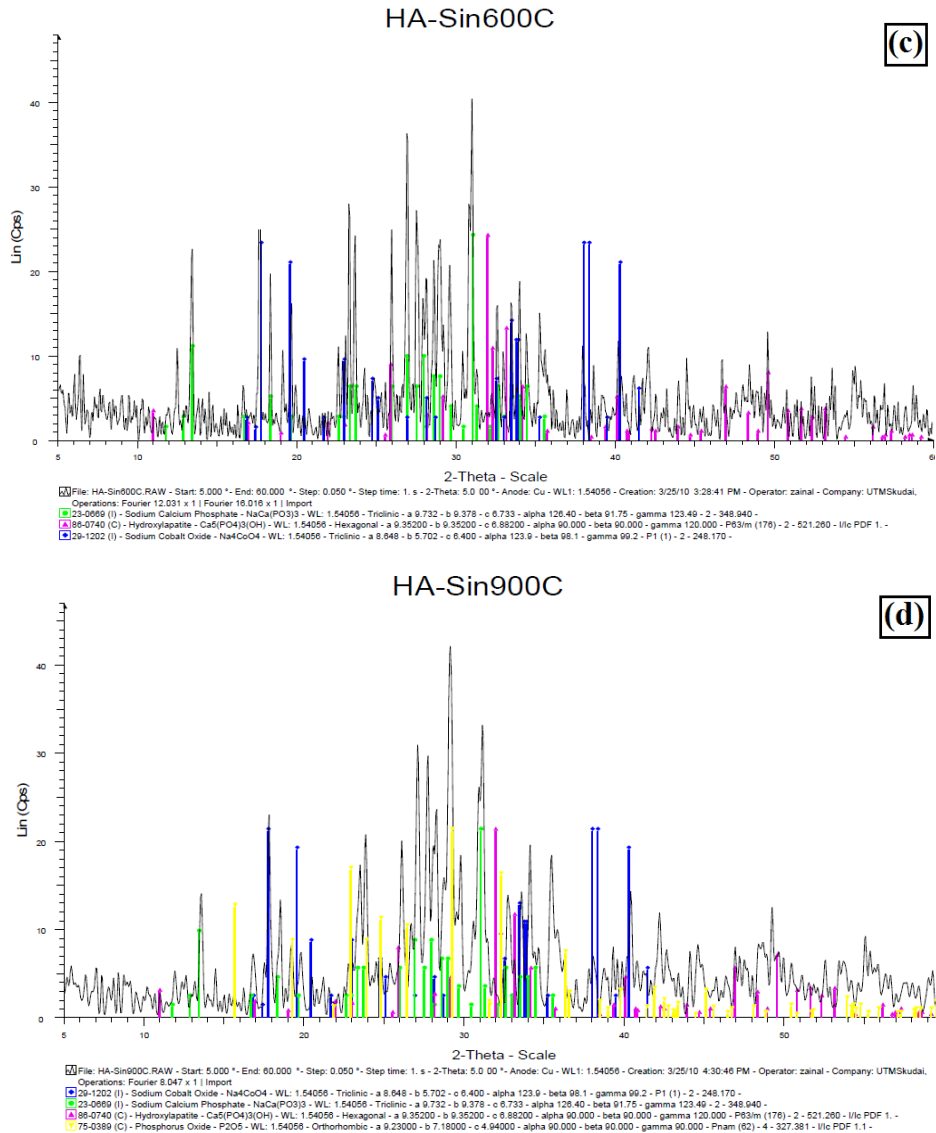 HA-Sin600C
(c)
Lin (Cps)
40
30
20
10
0
5
10
20
30
40
50
60
2-Theta - Scale
File: HA-Sin600C.RAW - Start: 5.000 °- End: 60.000 °- Step: 0.050 °- Step time: 1. s - 2-Theta: 5.0 00 °- Anode: Cu - WL1: 1.54056 - Creation: 3/25/10 3:28:41 PM - Operator: zainal - Company: UTMSkudai,
Operations: Fourier 12.031 x 1 | Fourier 16.016 x 1 | Import
23-0669 (I) - Sodium Calcium Phosphate - NaCa(PO3)3 - WL: 1.54056 - Triclinic - a 9.732 - b 9.378 - c 6.733 - alpha 126.40 - beta 91.75 - gamma 123.49 - 2 - 348.940 -
86-0740 (C) - Hydroxylapatite - Ca5(PO4)3(OH) - WL: 1.54056 - Hexagonal - a 9.35200 - b 9.35200 - c 6.88200 - alpha 90.000 - beta 90.000 - gamma 120.000 - P63/m (176) - 2 - 521.260 - I/Ic PDF 1. -
29-1202 (I) - Sodium Cobalt Oxide - Na4CoO4 - WL: 1.54056 - Triclinic - a 8.648 - b 5.702 - c 6.400 - alpha 123.9 - beta 98.1 - gamma 99.2 - P1 (1) - 2 - 248.170 -
HA-Sin900C
(d)
Lin (Cps)
40
30
20
10
0
5
10
20
30
40
50
2-Theta - Scale
File: HA-Sin900C.RAW - Start: 5.000 °- End: 60.000 °- Step: 0.050 °- Step time: 1. s - 2-Theta: 5.0 00 °- Anode: Cu - WL1: 1.54056 - Creation: 3/25/10 4:30:46 PM - Operator: zainal - Company: UTMSkudai,
Operations: Fourier 8.047 x 1 | Import
29-1202 (I) - Sodium Cobalt Oxide - Na4CoO4 - WL: 1.54056 - Triclinic - a 8.648 - b 5.702 - c 6.400 - alpha 123.9 - beta 98.1 - gamma 99.2 - P1 (1) - 2 - 248.170 -
23-0669 (I) - Sodium Calcium Phosphate - NaCa(PO3)3 - WL: 1.54056 - Triclinic - a 9.732 - b 9.378 - c 6.733 - alpha 126.40 - beta 91.75 - gamma 123.49 - 2 - 348.940 -
86-0740 (C) - Hydroxylapatite - Ca5(PO4)3(OH) - WL: 1.54056 - Hexagonal - a 9.35200 - b 9.35200 - c 6.88200 - alpha 90.000 - beta 90.000 - gamma 120.000 - P63/m (176) - 2 - 521.260 - I/Ic PDF 1. -
75-0389 (C) - Phosphorus Oxide - P2O5 - WL: 1.54056 - Orthorhombic - a 9.23000 - b 7.18000 - c 4.94000 - alpha 90.000 - beta 90.000 - gamma 90.000 - Pnam (62) - 4 - 327.381 - I/Ic PDF 1.1 -